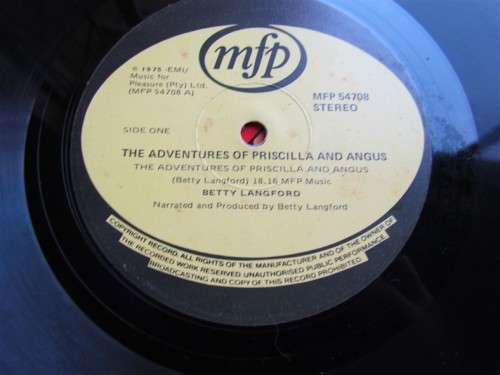 mfp
℗ 1975 -EMI/
Music for
Pleasure (Pty) Ltd.
(MFP 54708 A)
MFP 54708
STEREO
SIDE ONE
THE ADVENTURES OF PRISCILLA AND ANGUS
THE ADVENTURES OF PRISCILLA AND ANGUS
(Betty Langford) 18.16 MFP Music
BETTY LANGFORD
Narrated and Produced by Betty Langford
COPYRIGHT RECORD. ALL RIGHTS OF THE MANUFACTURER AND OF THE OWNER OF
THE RECORDED WORK RESERVED UNAUTHORISED PUBLIC PERFORMANCE
BROADCASTING AND COPY OF THIS RECORD PROHIBITED